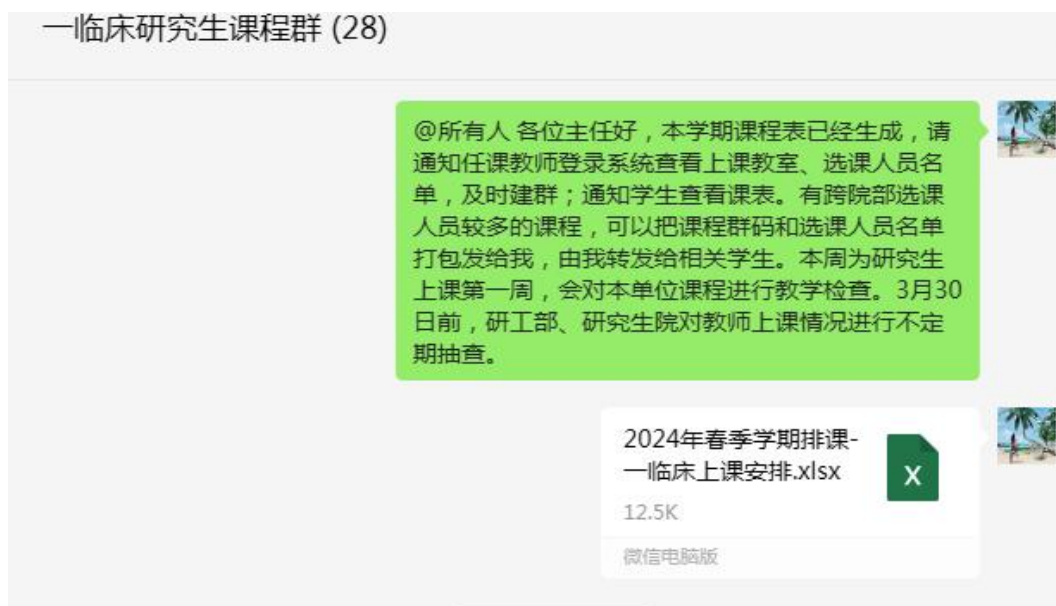 一临床研究生课程群 (28)
@所有人 各位主任好，本学期课程表已经生成，请
通知任课教师登录系统查看上课教室、选课人员名
单，及时建群；通知学生查看课表。有跨院部选课
人员较多的课程，可以把课程群码和选课人员名单
打包发给我，由我转发给相关学生。本周为研究生
上课第一周，会对本单位课程进行教学检查。3月30
日前，研工部、研究生院对教师上课情况进行不定
期抽查。
2024年春季学期排课-
一临床上课安排.xlsx
X
12.5K
微信电脑版